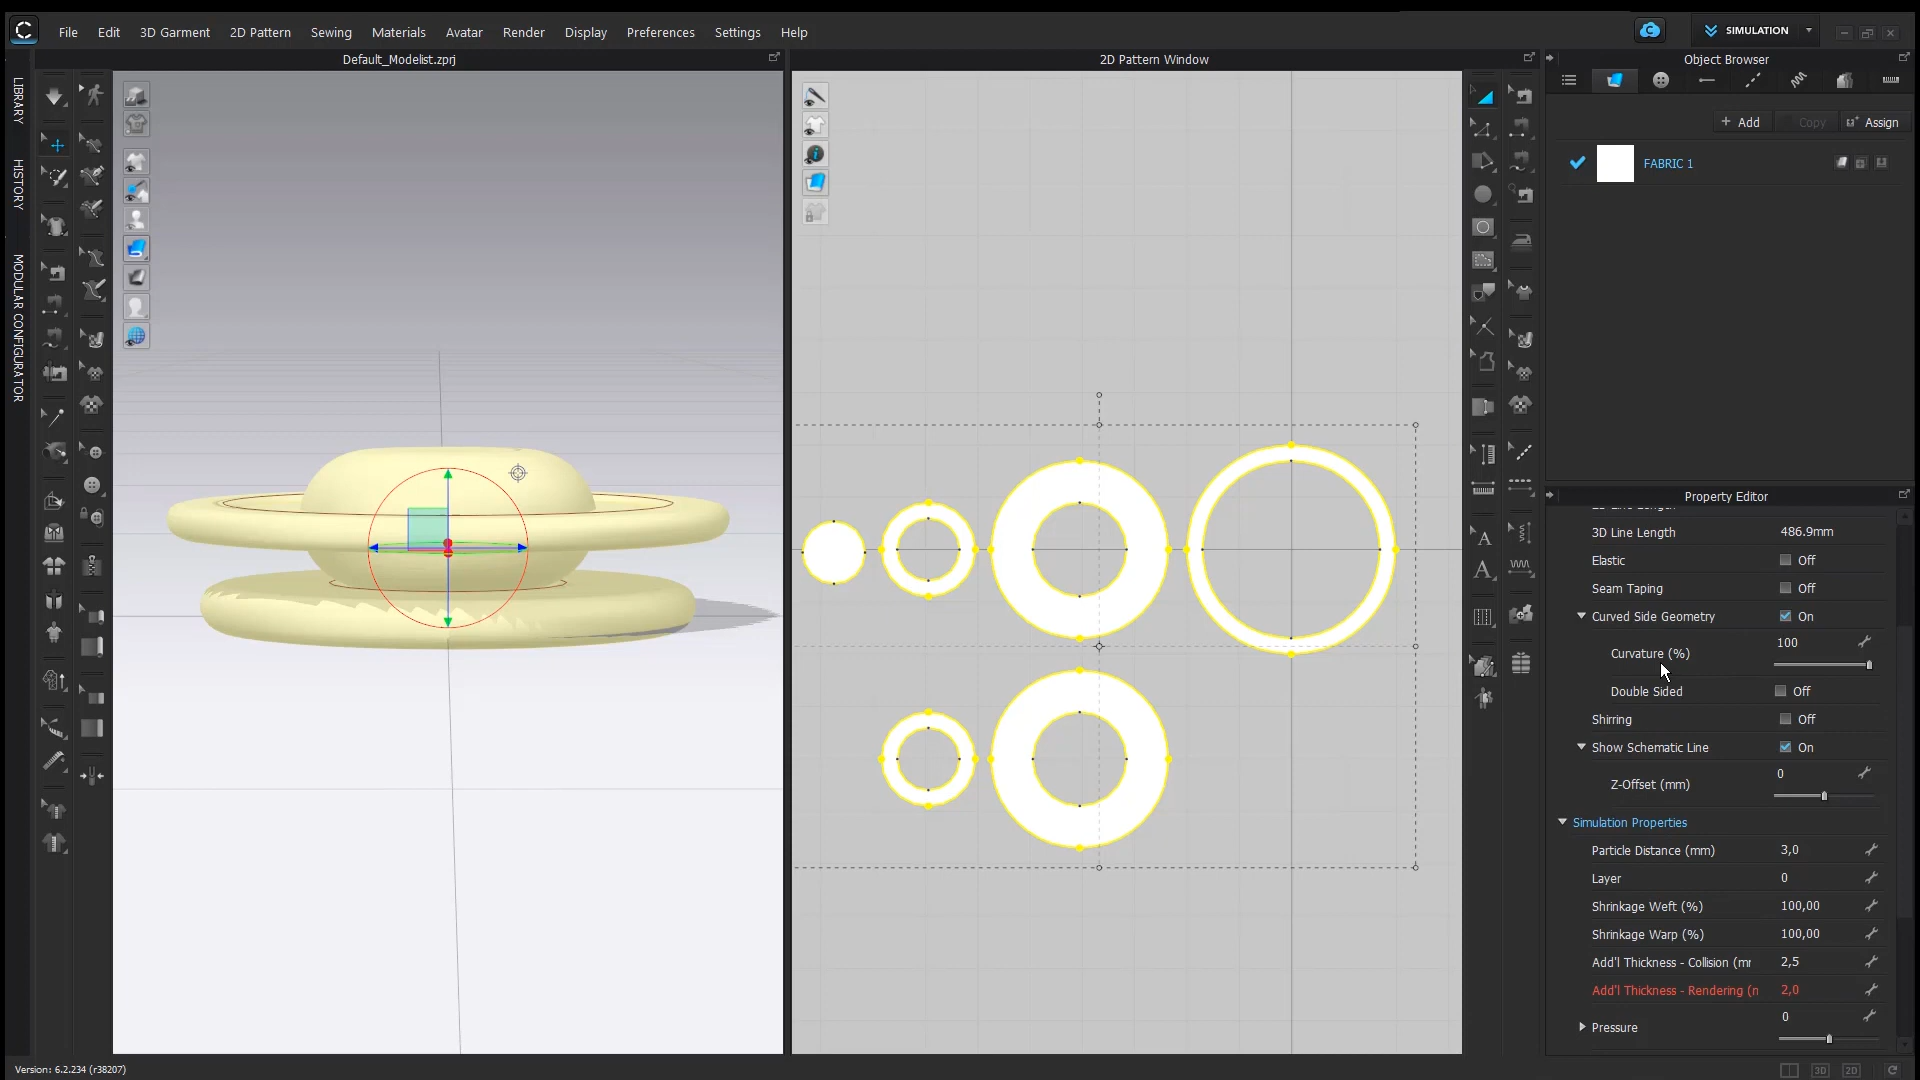 File Edit 3D Garment 2D Pattern Sewing Materials Avatar Render Display Preferences Settings Help
SIMULATION
Default_Modelist.zprj
2D Pattern Window
Object Browser
LIBRARY
HISTORY
MODULAR CONFIGURATOR
+ Add Copy Assign
FABRIC 1
Property Editor
3D Line Length 486.9mm
Elastic Off
Seam Taping Off
Curved Side Geometry On
Curvature (%) 100
Double Sided Off
Shirring Off
Show Schematic Line On
Z-Offset (mm) 0
Simulation Properties
Particle Distance (mm) 3,0
Layer 0
Shrinkage Weft (%) 100,00
Shrinkage Warp (%) 100,00
Add'l Thickness - Collision (mr 2,5
Add'l Thickness - Rendering (n 2,0
Pressure 0
Version: 6.2.234 (r38207)
3D 2D